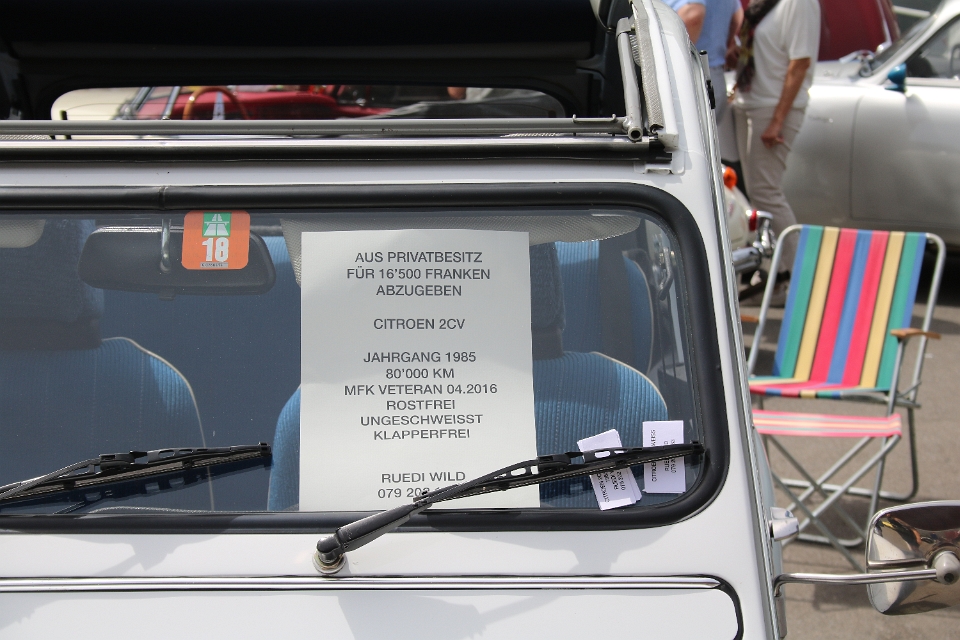 18
AUS PRIVATBESITZ
FÜR 16'500 FRANKEN
ABZUGEBEN
CITROEN 2CV
JAHRGANG 1985
80'000 KM
MFK VETERAN 04.2016
ROSTFREI
UNGESCHWEISST
KLAPPERFREI
RUEDI WILD
079